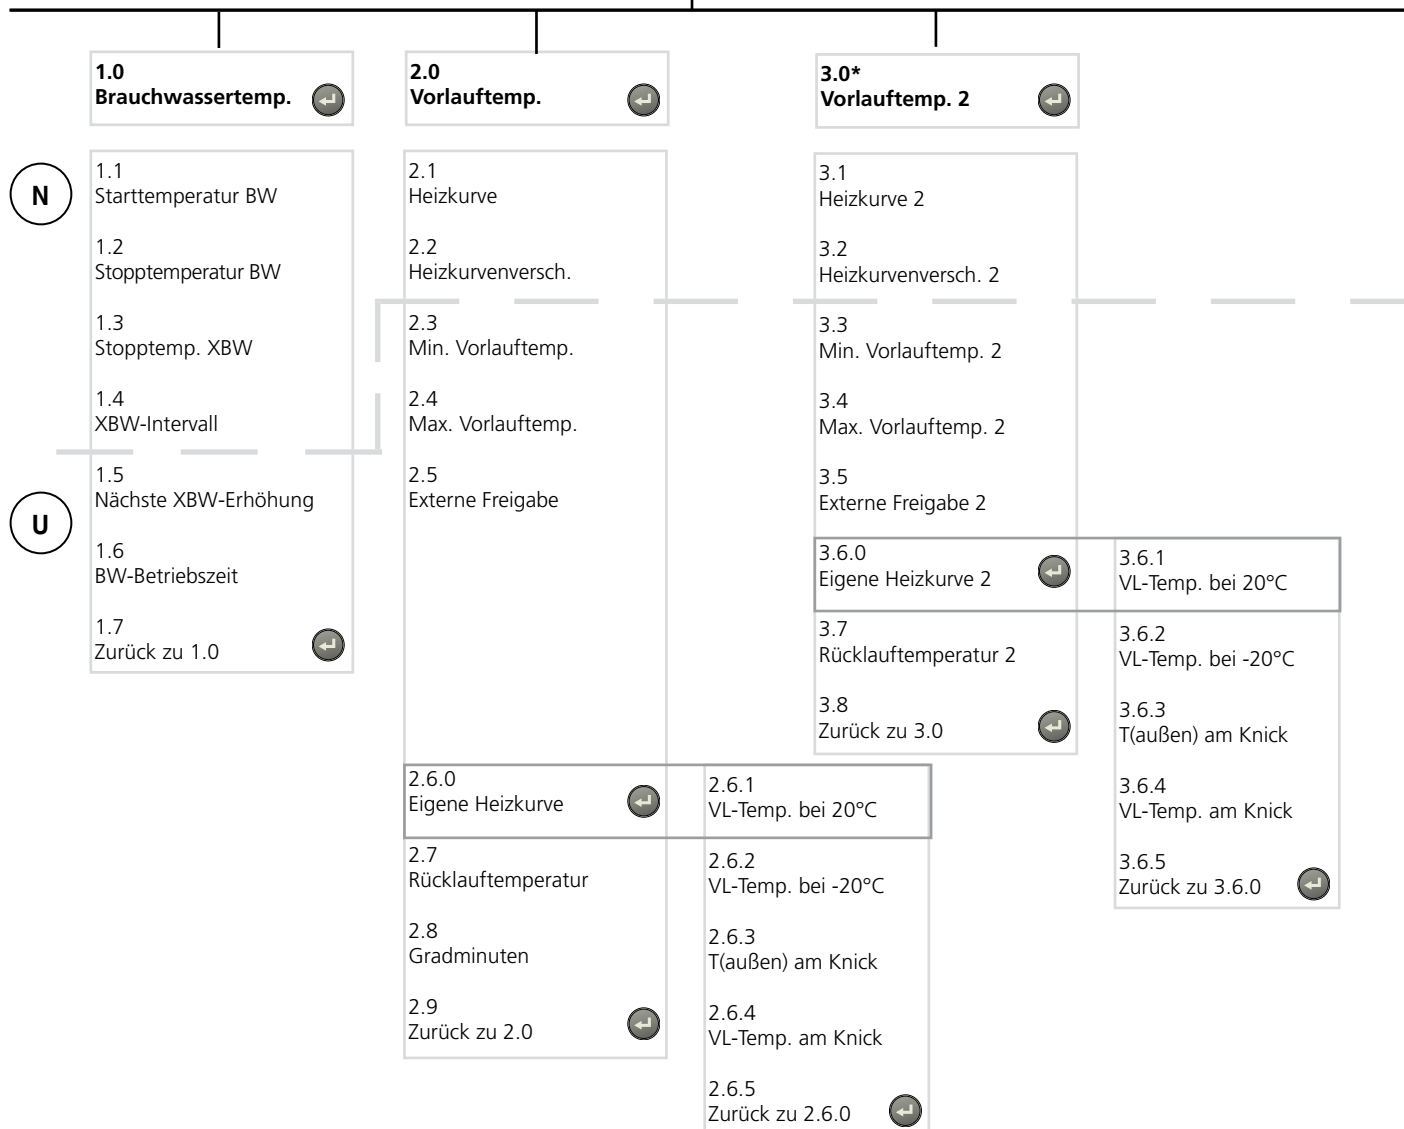 1.0
Brauchwassertemp.
N
1.1
Starttemperatur BW
1.2
Stopptemperatur BW
1.3
Stopptemp. XBW
1.4
XBW-Intervall
U
1.5
Nächste XBW-Erhöhung
1.6
BW-Betriebszeit
1.7
Zurück zu 1.0
2.0
Vorlauftemp.
2.1
Heizkurve
2.2
Heizkurvenversch.
2.3
Min. Vorlauftemp.
2.4
Max. Vorlauftemp.
2.5
Externe Freigabe
2.6.0
Eigene Heizkurve
2.7
Rücklauftemperatur
2.8
Gradminuten
2.9
Zurück zu 2.0
2.6.1
VL-Temp. bei 20°C
2.6.2
VL-Temp. bei -20°C
2.6.3
T(außen) am Knick
2.6.4
VL-Temp. am Knick
2.6.5
Zurück zu 2.6.0
3.0*
Vorlauftemp. 2
3.1
Heizkurve 2
3.2
Heizkurvenversch. 2
3.3
Min. Vorlauftemp. 2
3.4
Max. Vorlauftemp. 2
3.5
Externe Freigabe 2
3.6.0
Eigene Heizkurve 2
3.7
Rücklauftemperatur 2
3.8
Zurück zu 3.0
3.6.1
VL-Temp. bei 20°C
3.6.2
VL-Temp. bei -20°C
3.6.3
T(außen) am Knick
3.6.4
VL-Temp. am Knick
3.6.5
Zurück zu 3.6.0